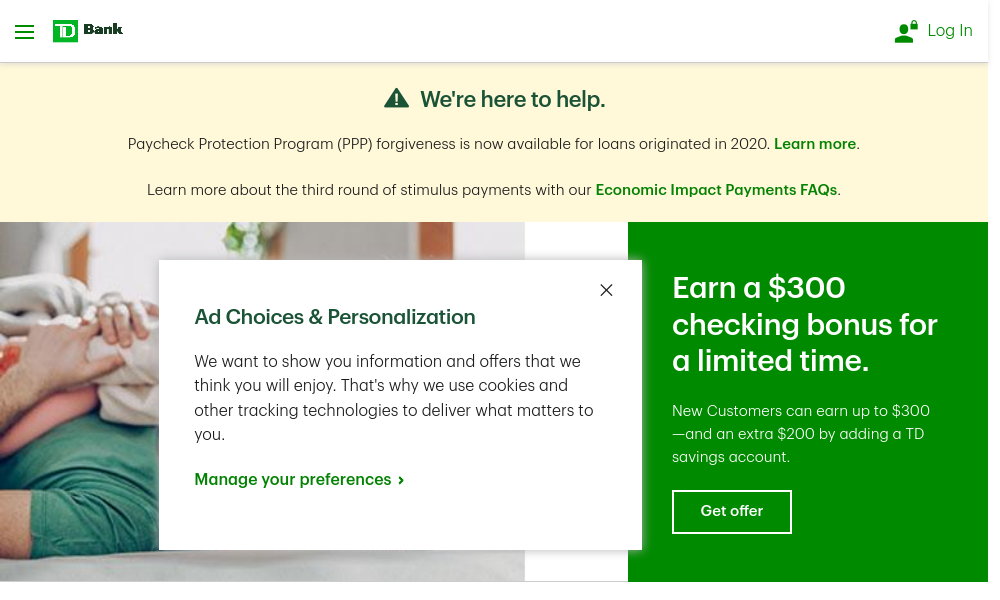 TD Bank
Log In
We're here to help.
Paycheck Protection Program (PPP) forgiveness is now available for loans originated in 2020. Learn more.
Learn more about the third round of stimulus payments with our Economic Impact Payments FAQs.
Ad Choices & Personalization
We want to show you information and offers that we
think you will enjoy. That's why we use cookies and
other tracking technologies to deliver what matters to
you.
Manage your preferences ›
Earn a $300
checking bonus for
a limited time.
New Customers can earn up to $300
—and an extra $200 by adding a TD
savings account.
Get offer